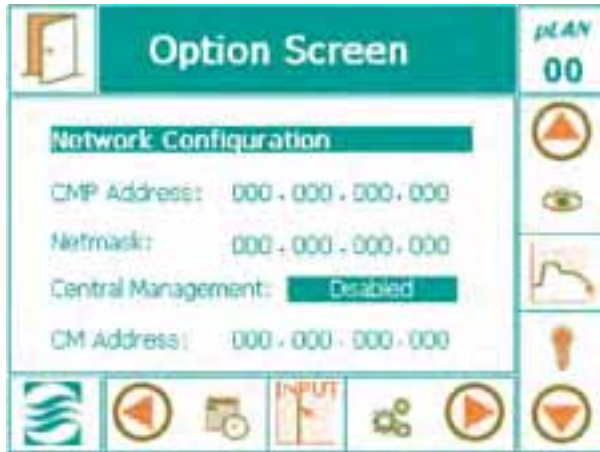 Option Screen
pLAN
00
Network Configuration
CMP Address: 000.000.000.000
Netmask: 000.000.000.000
Central Management: Disabled
CM Address: 000.000.000.000
INPUT